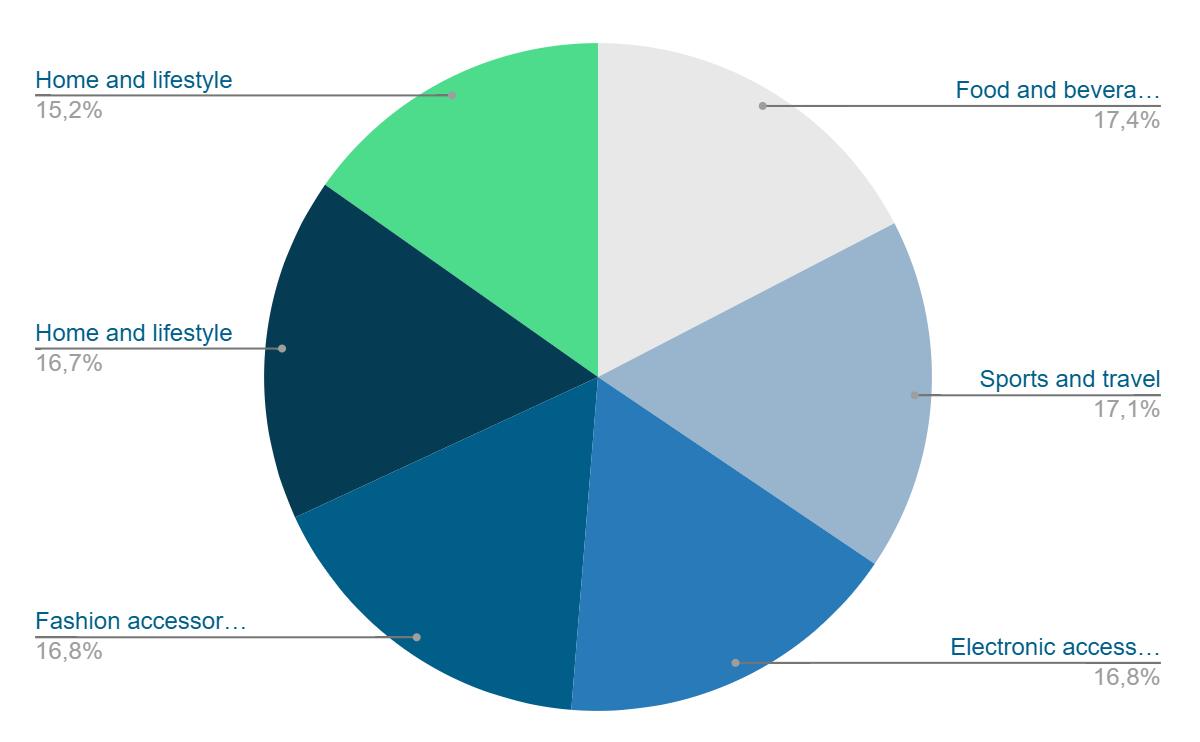 Home and lifestyle
15,2%
Food and bevera…
17,4%
Home and lifestyle
16,7%
Sports and travel
17,1%
Fashion accessor…
16,8%
Electronic access…
16,8%